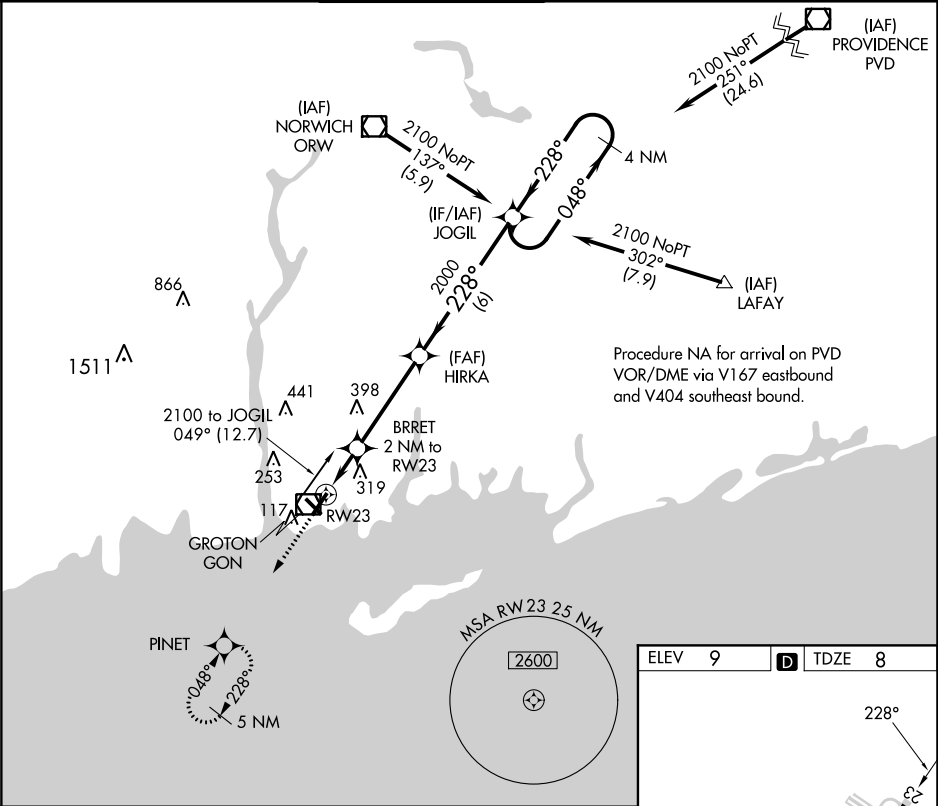 (IAF)
PROVIDENCE
PVD
2100 NoPT
251°
(24.6)
(IAF)
NORWICH
ORW
2100 NoPT
137°
(5.9)
4 NM
228°
048°
(IF/IAF)
JOGIL
2100 NoPT
302°
(7.9)
(IAF)
LAFAY
2000
228°
(6)
866
1511
(FAF)
HIRKA
Procedure NA for arrival on PVD
VOR/DME via V167 eastbound
and V404 southeast bound.
441
398
2100 to JOGIL
049° (12.7)
BRRET
2 NM to
RW23
253
319
117
RW23
GROTON
GON
PINET
048°
228°
5 NM
MSA RW23 25 NM
2600
ELEV 9
D
TDZE 8
228°
23